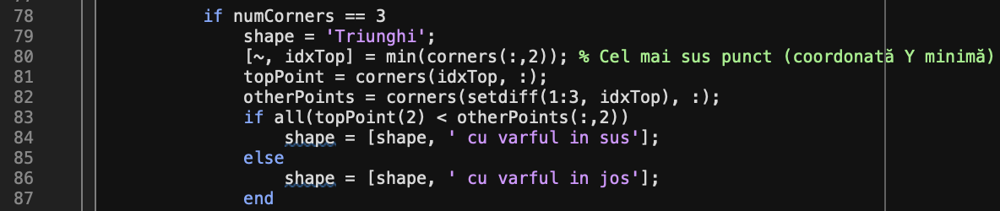 78 if numCorners == 3
79 shape = 'Triunghi';
80 [~, idxTop] = min(corners(:,2)); % Cel mai sus punct (coordonată Y minimă)
81 topPoint = corners(idxTop, :);
82 otherPoints = corners(setdiff(1:3, idxTop), :);
83 if all(topPoint(2) < otherPoints(:,2))
84 shape = [shape, ' cu varful in sus'];
85 else
86 shape = [shape, ' cu varful in jos'];
87 end